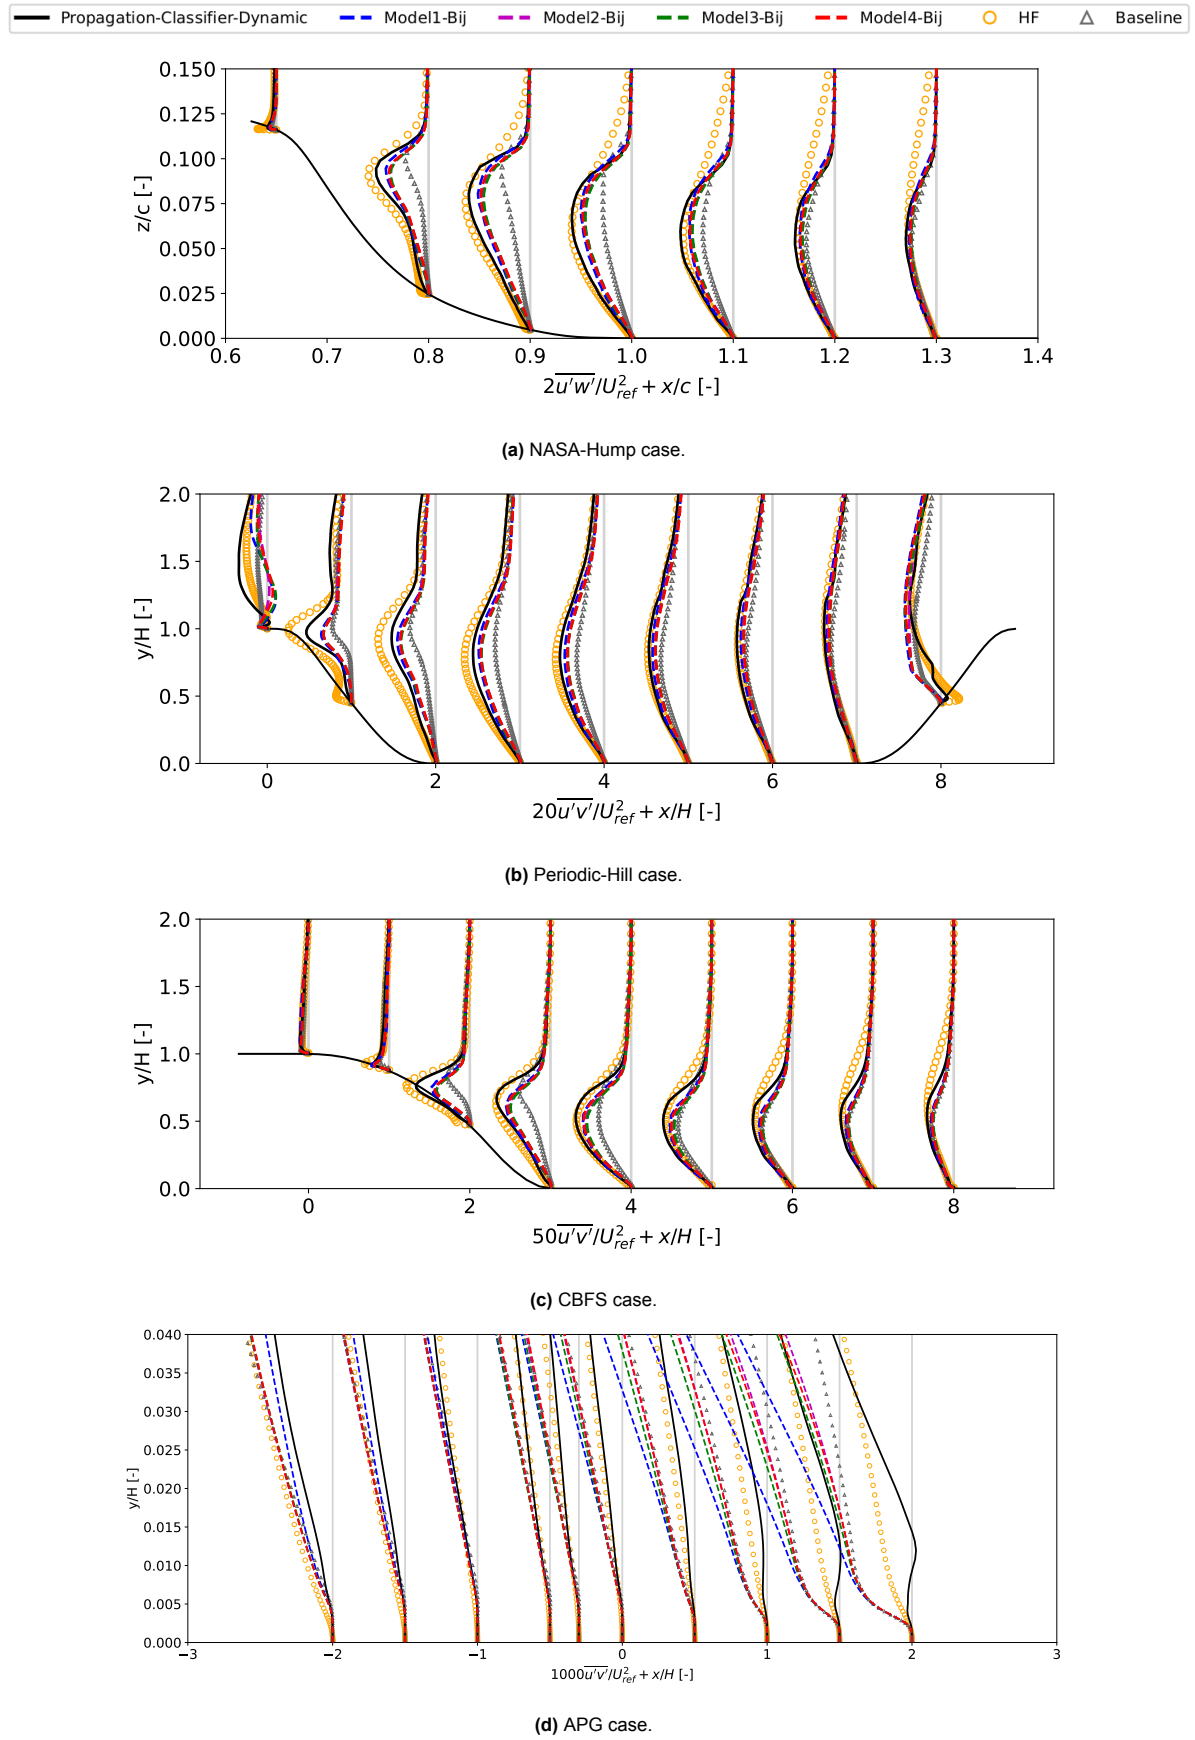 Propagation-Classifier-Dynamic Model1-Bij Model2-Bij Model3-Bij Model4-Bij HF Baseline
0.150
0.125
0.100
0.075
0.050
0.025
0.000
z/c [-]
0.6 0.7 0.8 0.9 1.0 1.1 1.2 1.3 1.4
2u′w′/U²ref + x/c [-]
(a) NASA-Hump case.
2.0
1.5
1.0
0.5
0.0
y/H [-]
0 2 4 6 8
20u′v′/U²ref + x/H [-]
(b) Periodic-Hill case.
2.0
1.5
1.0
0.5
0.0
y/H [-]
0 2 4 6 8
50u′v′/U²ref + x/H [-]
(c) CBFS case.
0.040
0.035
0.030
0.025
0.020
0.015
0.010
0.005
0.000
y/H [-]
−3 −2 −1 0 1 2 3
1000u′v′/U²ref + x/H [-]
(d) APG case.